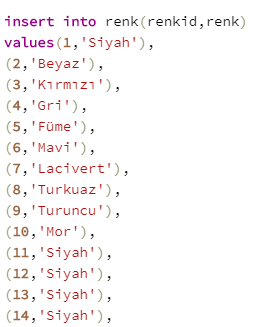 insert into renk(renkid,renk)
values(1,'Siyah'),
(2,'Beyaz'),
(3,'Kırmızı'),
(4,'Gri'),
(5,'Füme'),
(6,'Mavi'),
(7,'Lacivert'),
(8,'Turkuaz'),
(9,'Turuncu'),
(10,'Mor'),
(11,'Siyah'),
(12,'Siyah'),
(13,'Siyah'),
(14,'Siyah'),